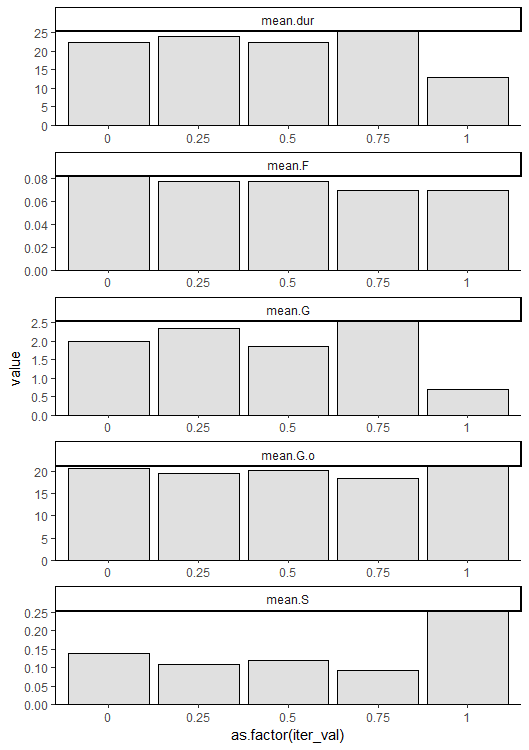 mean.dur
25
20
15
10
5
0
0 0.25 0.5 0.75 1
mean.F
0.08
0.06
0.04
0.02
0.00
0 0.25 0.5 0.75 1
mean.G
2.5
2.0
1.5
1.0
0.5
0.0
0 0.25 0.5 0.75 1
value
mean.G.o
20
15
10
5
0
0 0.25 0.5 0.75 1
mean.S
0.25
0.20
0.15
0.10
0.05
0.00
0 0.25 0.5 0.75 1
as.factor(iter_val)